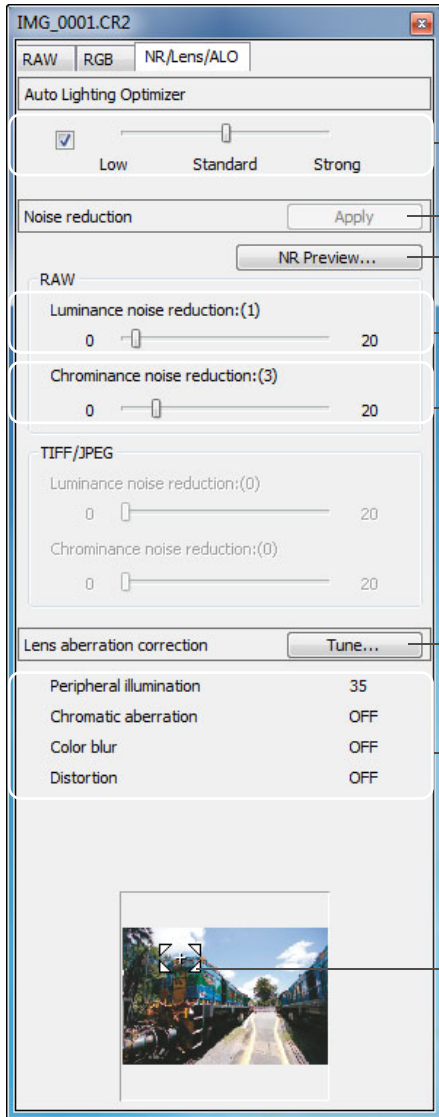 IMG_0001.CR2
RAW RGB NR/Lens/ALO
Auto Lighting Optimizer
Low Standard Strong
Noise reduction Apply
NR Preview...
RAW
Luminance noise reduction:(1)
0 20
Chrominance noise reduction:(3)
0 20
TIFF/JPEG
Luminance noise reduction:(0)
0 20
Chrominance noise reduction:(0)
0 20
Lens aberration correction Tune...
Peripheral illumination 35
Chromatic aberration OFF
Color blur OFF
Distortion OFF